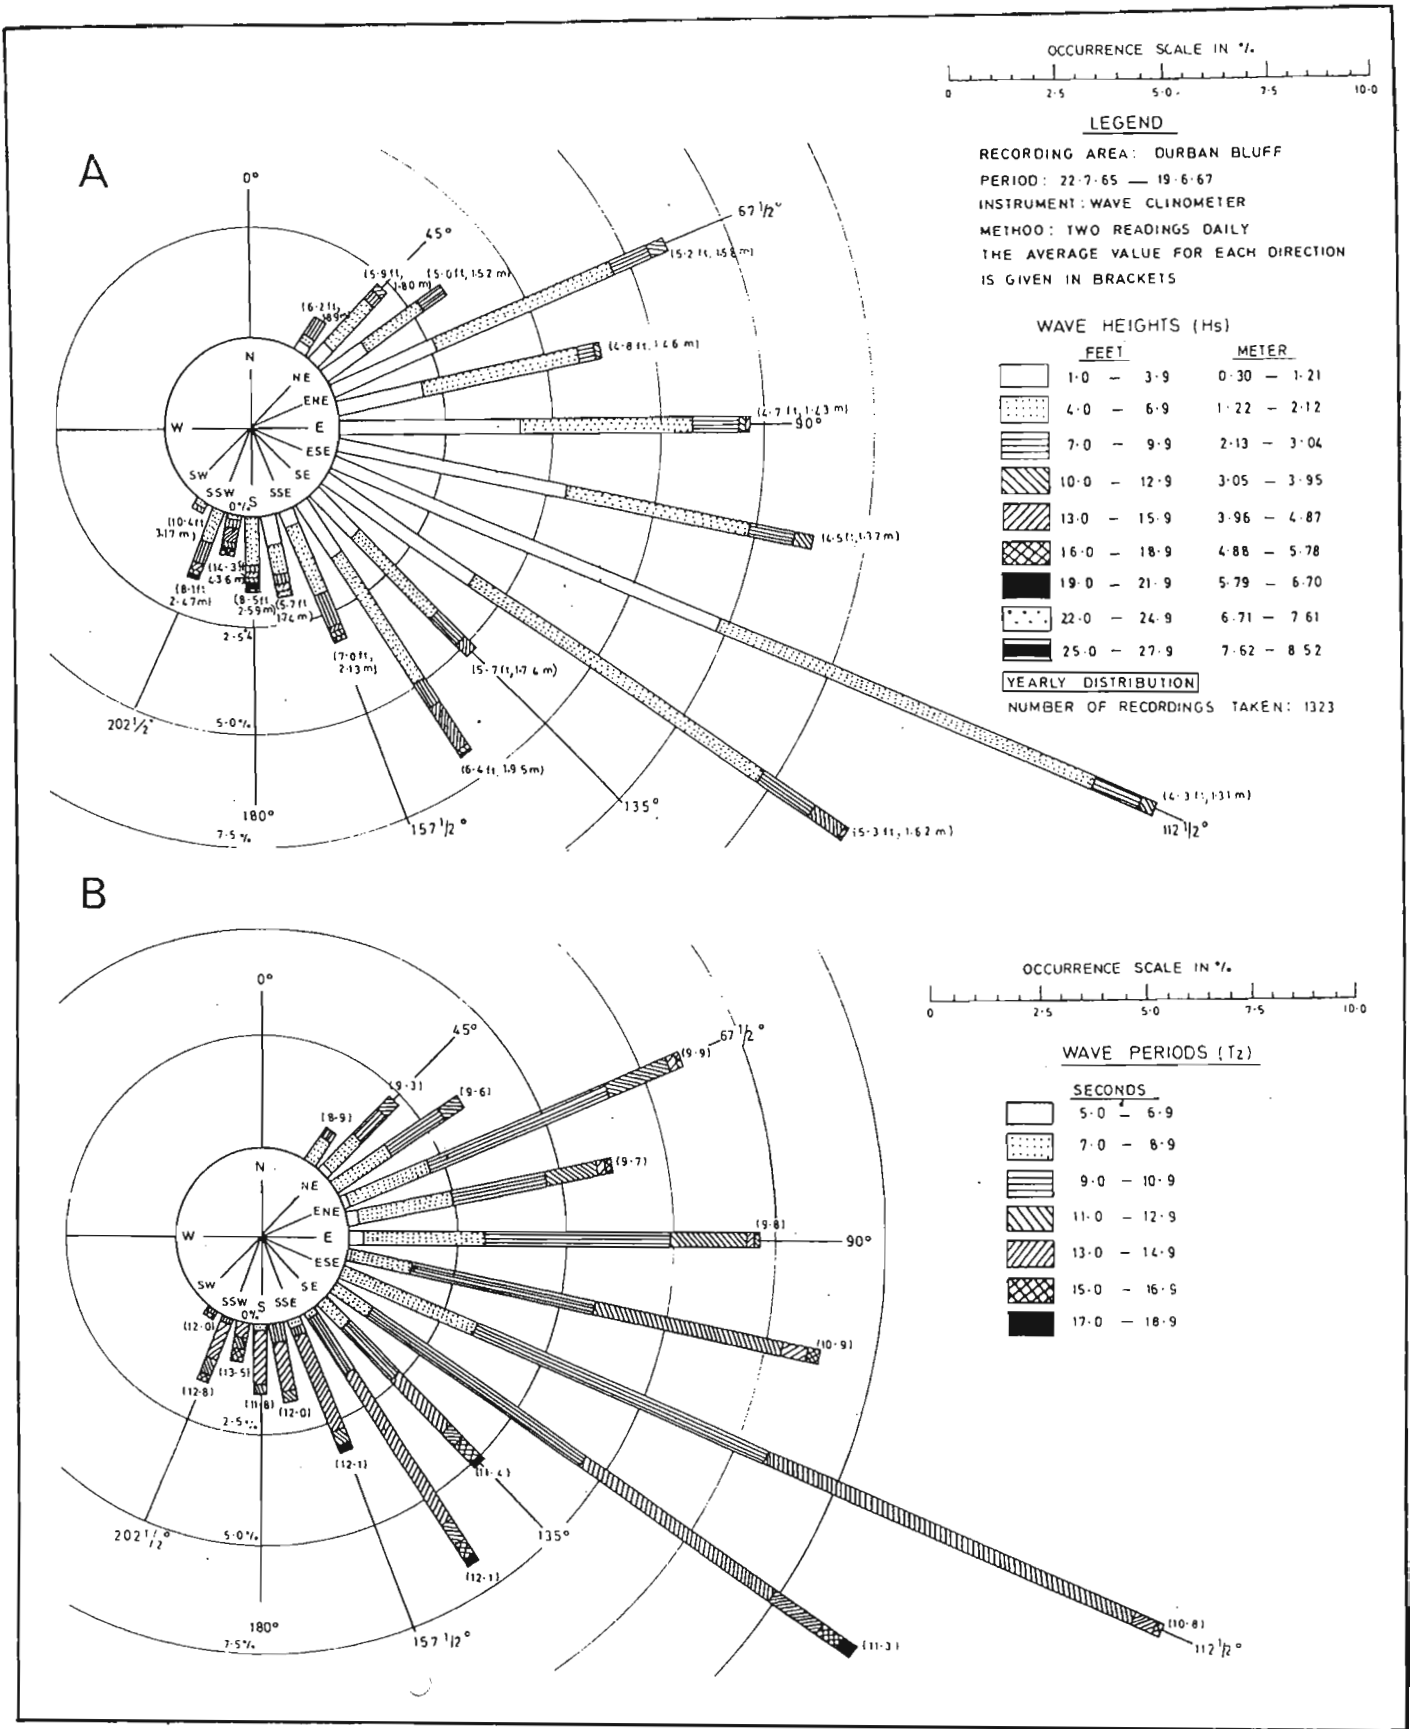 A
OCCURRENCE SCALE IN %
0 2·5 5·0 7·5 10·0
LEGEND
RECORDING AREA: DURBAN BLUFF
PERIOD: 22·7·65 — 19·6·67
INSTRUMENT: WAVE CLINOMETER
METHOD: TWO READINGS DAILY
THE AVERAGE VALUE FOR EACH DIRECTION
IS GIVEN IN BRACKETS
WAVE HEIGHTS (Hs)
FEET METER
1·0 – 3·9 0·30 – 1·21
4·0 – 6·9 1·22 – 2·12
7·0 – 9·9 2·13 – 3·04
10·0 – 12·9 3·05 – 3·95
13·0 – 15·9 3·96 – 4·87
16·0 – 18·9 4·88 – 5·78
19·0 – 21·9 5·79 – 6·70
22·0 – 24·9 6·71 – 7 61
25·0 – 27·9 7·62 – 8 52
YEARLY DISTRIBUTION
NUMBER OF RECORDINGS TAKEN: 1323
0°
45°
67 1/2°
90°
112 1/2°
135°
157 1/2°
180°
202 1/2°
(6·2 ft,
(5·9 ft,
1·80 m)
(5·0 ft, 1·52 m)
(5·2 ft, 1·58 m)
(4·8 ft, 1·46 m)
(4·7 ft, 1·43 m)
(4·5 ft, 1·37 m)
(4·3 ft, 1·31 m)
(5·3 ft, 1·62 m)
(5·7 ft, 1·74 m)
(6·4 ft, 1·95 m)
(7·0 ft,
2·13 m)
(5·7 ft
1·74 m)
(8·5 ft
2·59 m)
(14·3 ft
4·36 m)
(8·1 ft
2·47 m)
(10·4 ft
3·17 m)
N
NE
ENE
W
E
ESE
SE
SSE
S
SSW
SW
0%
2·5%
5·0%
7·5%
B
OCCURRENCE SCALE IN %
0 2·5 5·0 7·5 10·0
WAVE PERIODS (Tz)
SECONDS
5·0 – 6·9
7·0 – 8·9
9·0 – 10·9
11·0 – 12·9
13·0 – 14·9
15·0 – 16·9
17·0 – 18·9
0°
45°
67 1/2°
90°
112 1/2°
135°
157 1/2°
180°
202 1/2°
(8·9)
(9·3)
(9·6)
(9·9)
(9·7)
(9·8)
(10·9)
(10·8)
(11·3)
(11·4)
(12·1)
(12·1)
(12·0)
(11·8)
(13·5)
(12·8)
(12·0)
N
NE
ENE
W
E
ESE
SE
SSE
S
SSW
SW
0%
2·5%
5·0%
7·5%